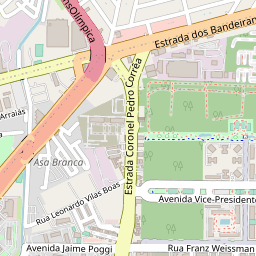 nsOlímpica
Estrada dos Bandeiran
Estrada Coronel Pedro Corrêa
Arraiás
Asa Branca
Rua Leonardo Vilas Boas
Avenida Vice-Presidente
Avenida Jaime Poggi
Rua Franz Weissman